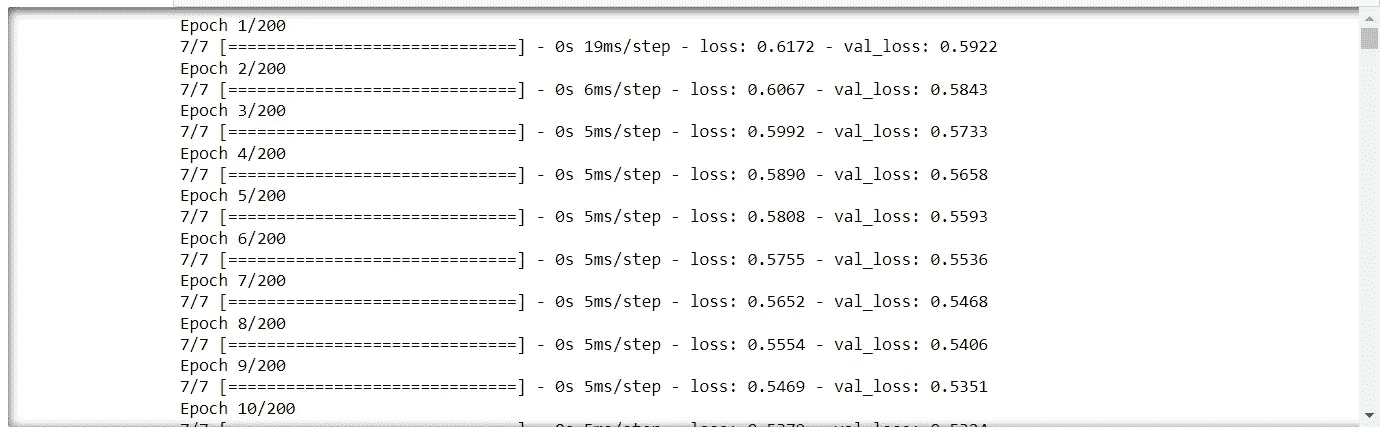 Epoch 1/200
7/7 [==============================] - 0s 19ms/step - loss: 0.6172 - val_loss: 0.5922
Epoch 2/200
7/7 [==============================] - 0s 6ms/step - loss: 0.6067 - val_loss: 0.5843
Epoch 3/200
7/7 [==============================] - 0s 5ms/step - loss: 0.5992 - val_loss: 0.5733
Epoch 4/200
7/7 [==============================] - 0s 5ms/step - loss: 0.5890 - val_loss: 0.5658
Epoch 5/200
7/7 [==============================] - 0s 5ms/step - loss: 0.5808 - val_loss: 0.5593
Epoch 6/200
7/7 [==============================] - 0s 5ms/step - loss: 0.5755 - val_loss: 0.5536
Epoch 7/200
7/7 [==============================] - 0s 5ms/step - loss: 0.5652 - val_loss: 0.5468
Epoch 8/200
7/7 [==============================] - 0s 5ms/step - loss: 0.5554 - val_loss: 0.5406
Epoch 9/200
7/7 [==============================] - 0s 5ms/step - loss: 0.5469 - val_loss: 0.5351
Epoch 10/200